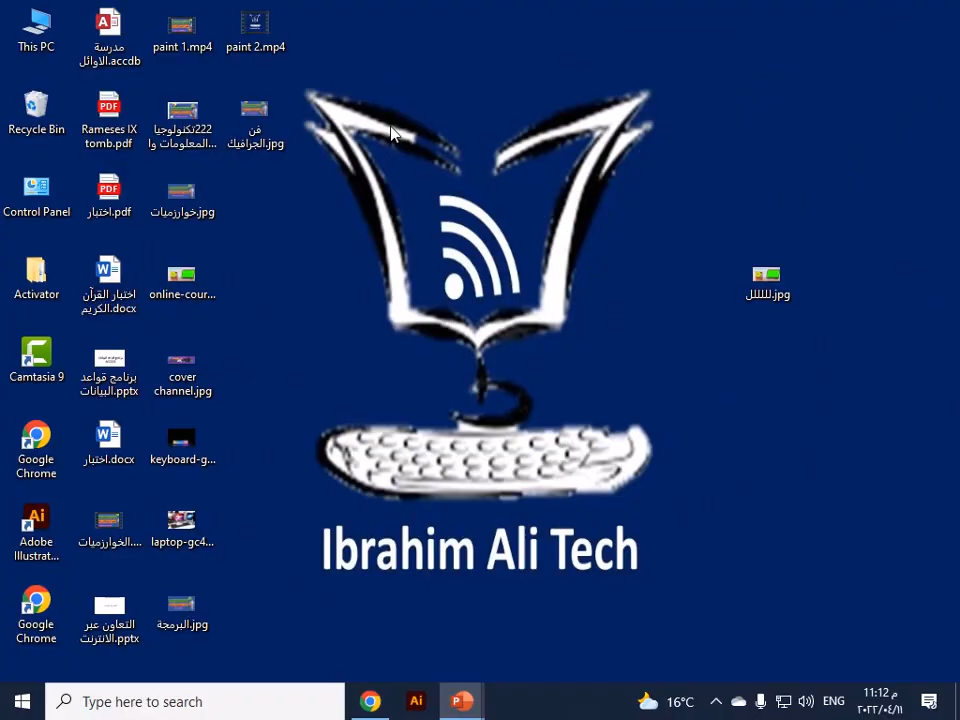 This PC
مدرسة
الاوائل.accdb
paint 1.mp4
paint 2.mp4
Recycle Bin
Rameses IX
tomb.pdf
222تكنولوجيا
المعلومات وا...
فن
الجرافيك.jpg
Control Panel
اختبار.pdf
خوارزميات.jpg
Activator
اختبار القرآن
الكريم.docx
online-cour...
لللللل.jpg
Camtasia 9
برنامج قواعد
البيانات.pptx
cover
channel.jpg
Google
Chrome
اختبار.docx
keyboard-g...
Adobe
Illustrat...
الخوارزميات....
laptop-gc4...
Google
Chrome
التعاون عبر
الانترنت.pptx
البرمجة.jpg
Ibrahim Ali Tech
Type here to search
16°C
ENG
11:12 م
٢٠٢٢/٠٤/١١